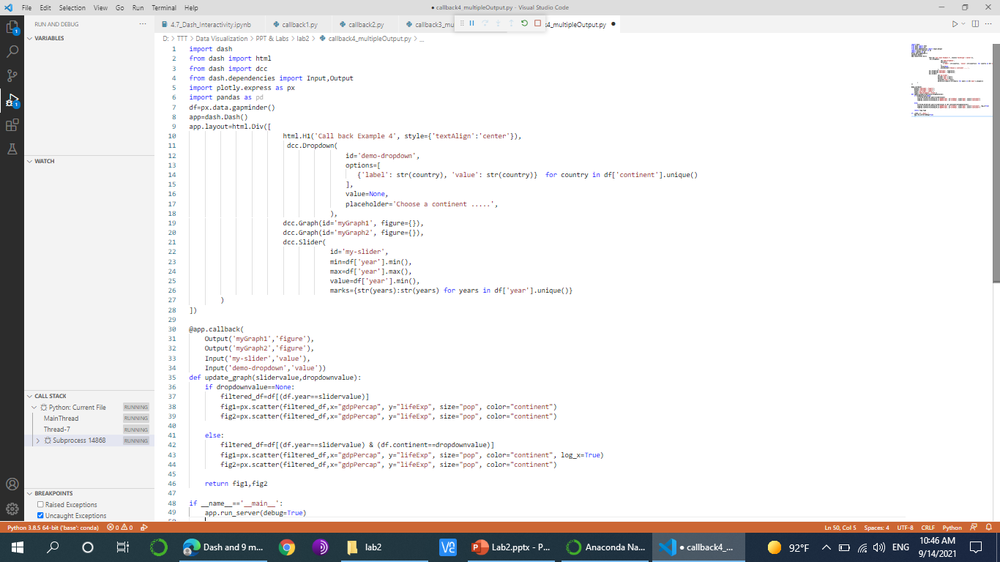 File Edit Selection View Go Run Terminal Help
● callback4_multipleOutput.py - Visual Studio Code
RUN AND DEBUG
VARIABLES
WATCH
CALL STACK
Python: Current File RUNNING
MainThread RUNNING
Thread-7 RUNNING
Subprocess 14868 RUNNING
BREAKPOINTS
Raised Exceptions
Uncaught Exceptions
4.7_Dash_Interactivity.ipynb callback1.py callback2.py callback3_mu k4_multipleOutput.py ●
D: > TTT > Data Visualization > PPT & Labs > lab2 > callback4_multipleOutput.py > ...
1 import dash
2 from dash import html
3 from dash import dcc
4 from dash.dependencies import Input,Output
5 import plotly.express as px
6 import pandas as pd
7 df=px.data.gapminder()
8 app=dash.Dash()
9 app.layout=html.Div([
10 html.H1('Call back Example 4', style={'textAlign':'center'}),
11 dcc.Dropdown(
12 id='demo-dropdown',
13 options=[
14 {'label': str(country), 'value': str(country)}  for country in df['continent'].unique()
15 ],
16 value=None,
17 placeholder='Choose a continent .....',
18 ),
19 dcc.Graph(id='myGraph1', figure={}),
20 dcc.Graph(id='myGraph2', figure={}),
21 dcc.Slider(
22 id='my-slider',
23 min=df['year'].min(),
24 max=df['year'].max(),
25 value=df['year'].min(),
26 marks={str(years):str(years) for years in df['year'].unique()}
27 )
28 ])
29
30 @app.callback(
31 Output('myGraph1','figure'),
32 Output('myGraph2','figure'),
33 Input('my-slider','value'),
34 Input('demo-dropdown','value'))
35 def update_graph(slidervalue,dropdownvalue):
36 if dropdownvalue==None:
37 filtered_df=df[(df.year==slidervalue)]
38 fig1=px.scatter(filtered_df,x="gdpPercap", y="lifeExp", size="pop", color="continent")
39 fig2=px.scatter(filtered_df,x="gdpPercap", y="lifeExp", size="pop", color="continent")
40
41 else:
42 filtered_df=df[(df.year==slidervalue) & (df.continent==dropdownvalue)]
43 fig1=px.scatter(filtered_df,x="gdpPercap", y="lifeExp", size="pop", color="continent", log_x=True)
44 fig2=px.scatter(filtered_df,x="gdpPercap", y="lifeExp", size="pop", color="continent")
45
46 return fig1,fig2
47
48 if __name__=='__main__':
49 app.run_server(debug=True)
50
Python 3.8.5 64-bit ('base': conda) 0 0 Ln 50, Col 5 Spaces: 4 UTF-8 CRLF Python
Dash and 9 m... lab2 Lab2.pptx - P... Anaconda Na... ● callback4_... 92°F ENG 10:46 AM
9/14/2021